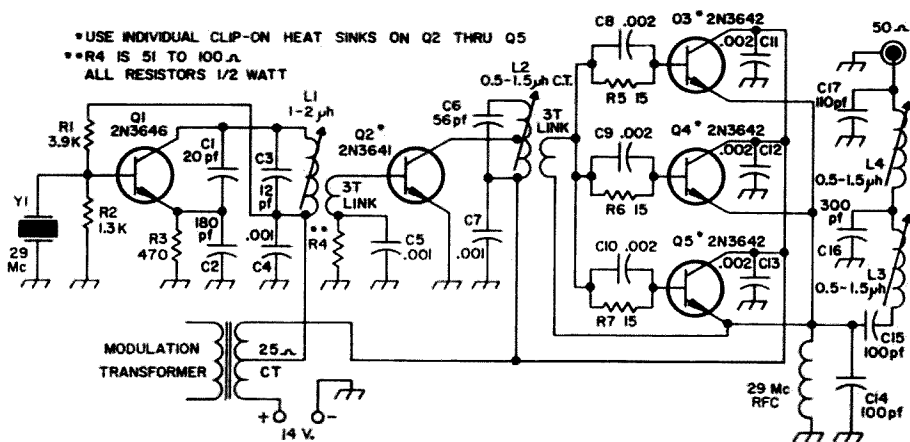 *USE INDIVIDUAL CLIP-ON HEAT SINKS ON Q2 THRU Q5
**R4 IS 51 TO 100 Ω
ALL RESISTORS 1/2 WATT
R1
3.9K
Q1
2N3646
C1
20 pf
C3
12
pf
L1
1-2 µh
Y1
29
Mc
R2
1.3K
R3
470
180
pf
C2
.001
C4
3T
LINK
**
R4
C5
.001
Q2*
2N3641
C6
56pf
L2
0.5-1.5µh C.T.
3T
LINK
C7
.001
C8 .002
R5 15
Q3* 2N3642
.002 C11
C9 .002
R6 15
Q4* 2N3642
.002 C12
C10 .002
R7 15
Q5* 2N3642
.002 C13
50 Ω
C17
110pf
L4
0.5-1.5µh
300
pf
C16
L3
0.5-1.5µh
C15
100pf
C14
100pf
29 Mc
RFC
MODULATION
TRANSFORMER
25 Ω
CT
+ -
14 V.